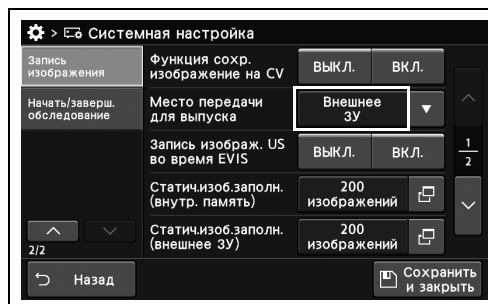 > Системная настройка
Запись
изображения
Начать/заверш.
обследование
2/2
Функция сохр.
изображение на CV
ВЫКЛ.
ВКЛ.
Место передачи
для выпуска
Внешнее
ЗУ
Запись изображ. US
во время EVIS
ВЫКЛ.
ВКЛ.
Статич.изоб.заполн.
(внутр. память)
200
изображений
Статич.изоб.заполн.
(внешнее ЗУ)
200
изображений
1
2
Назад
Сохранить
и закрыть